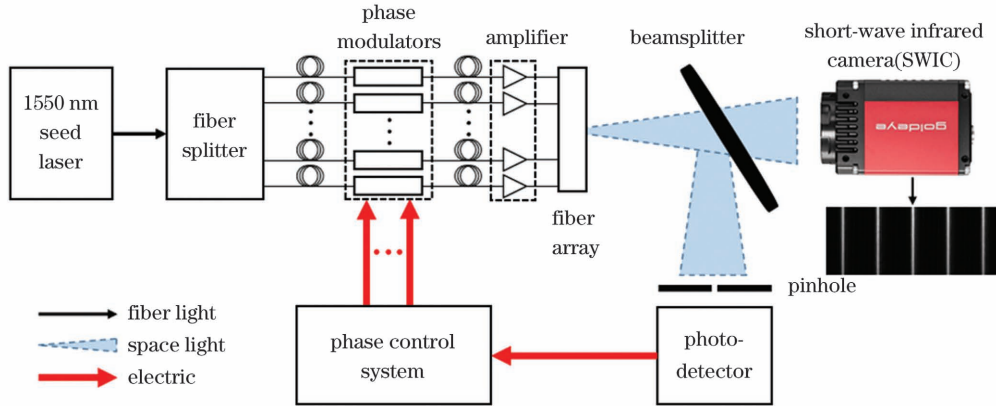 phase
modulators
amplifier
beamsplitter
short-wave infrared
camera(SWIC)
1550 nm
seed
laser
fiber
splitter
goldeye
fiber
array
pinhole
fiber light
space light
electric
phase control
system
photo-
detector